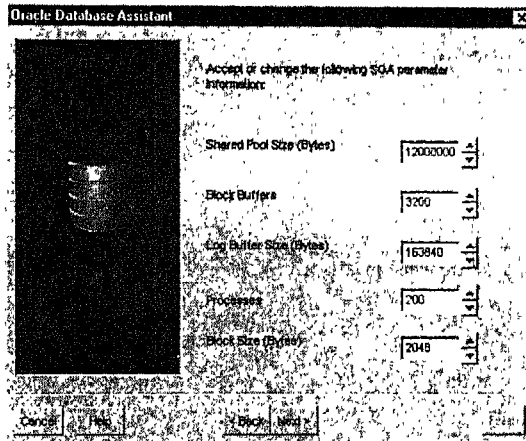 Oracle Database Assistant
Accept or change the following SGA parameter
information:
Shared Pool Size (Bytes)
12000000
Block Buffers
3200
Log Buffer Size (Bytes)
163840
Processes
200
Block Size (Bytes)
2048
Cancel
Help
< Back
Next >